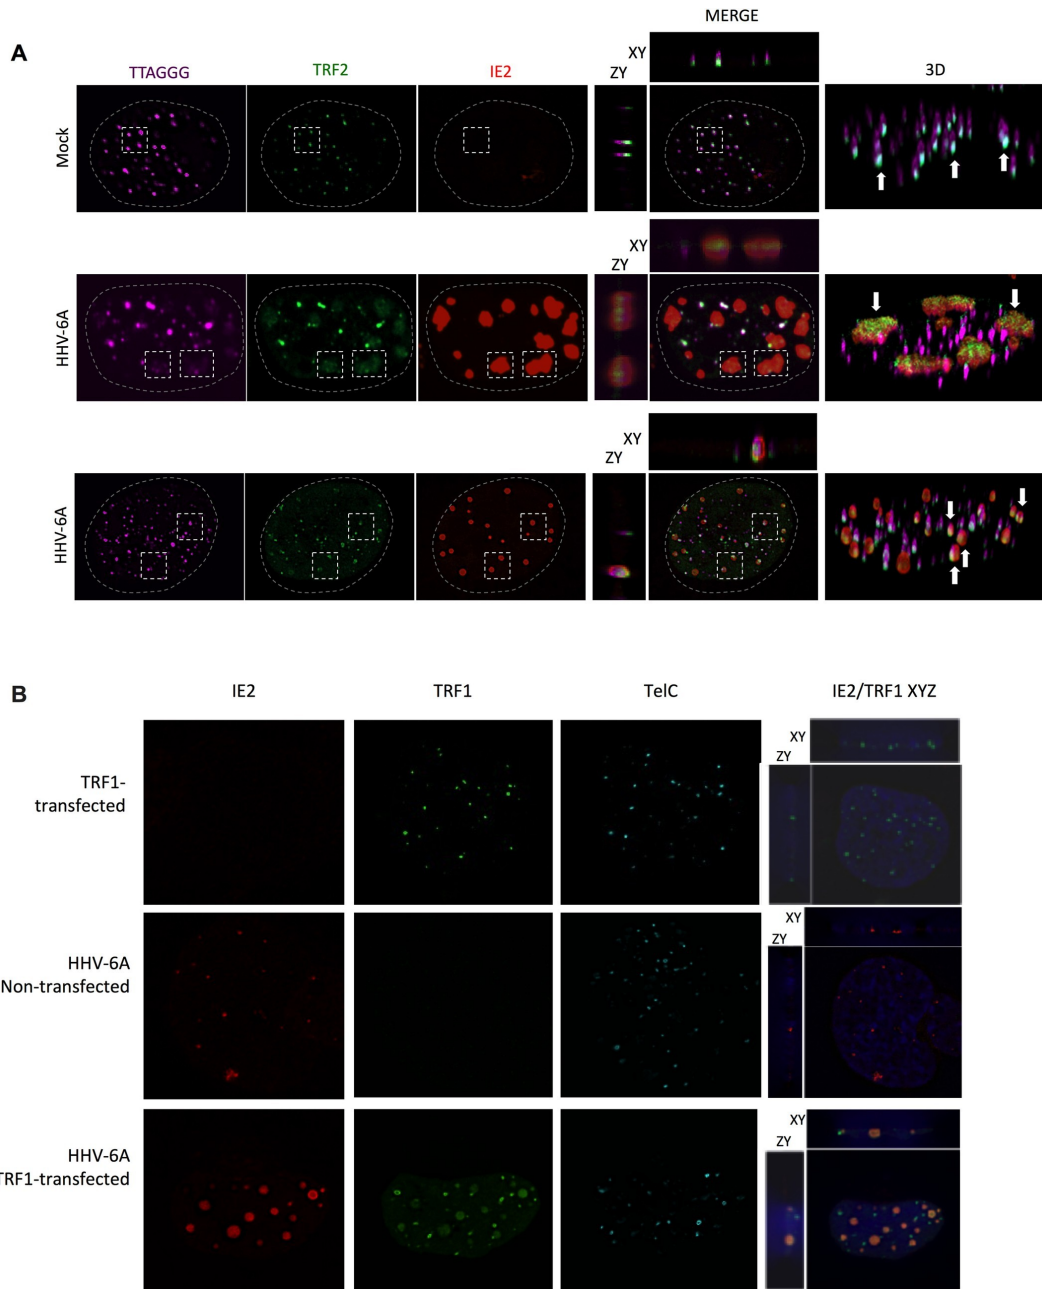 MERGE
A
XY
TTAGGG TRF2 IE2 ZY 3D
Mock
XY
ZY
HHV-6A
XY
ZY
HHV-6A
B
IE2 TRF1 TelC IE2/TRF1 XYZ
XY
ZY
TRF1-
transfected
XY
ZY
HHV-6A
Non-transfected
XY
ZY
HHV-6A
TRF1-transfected